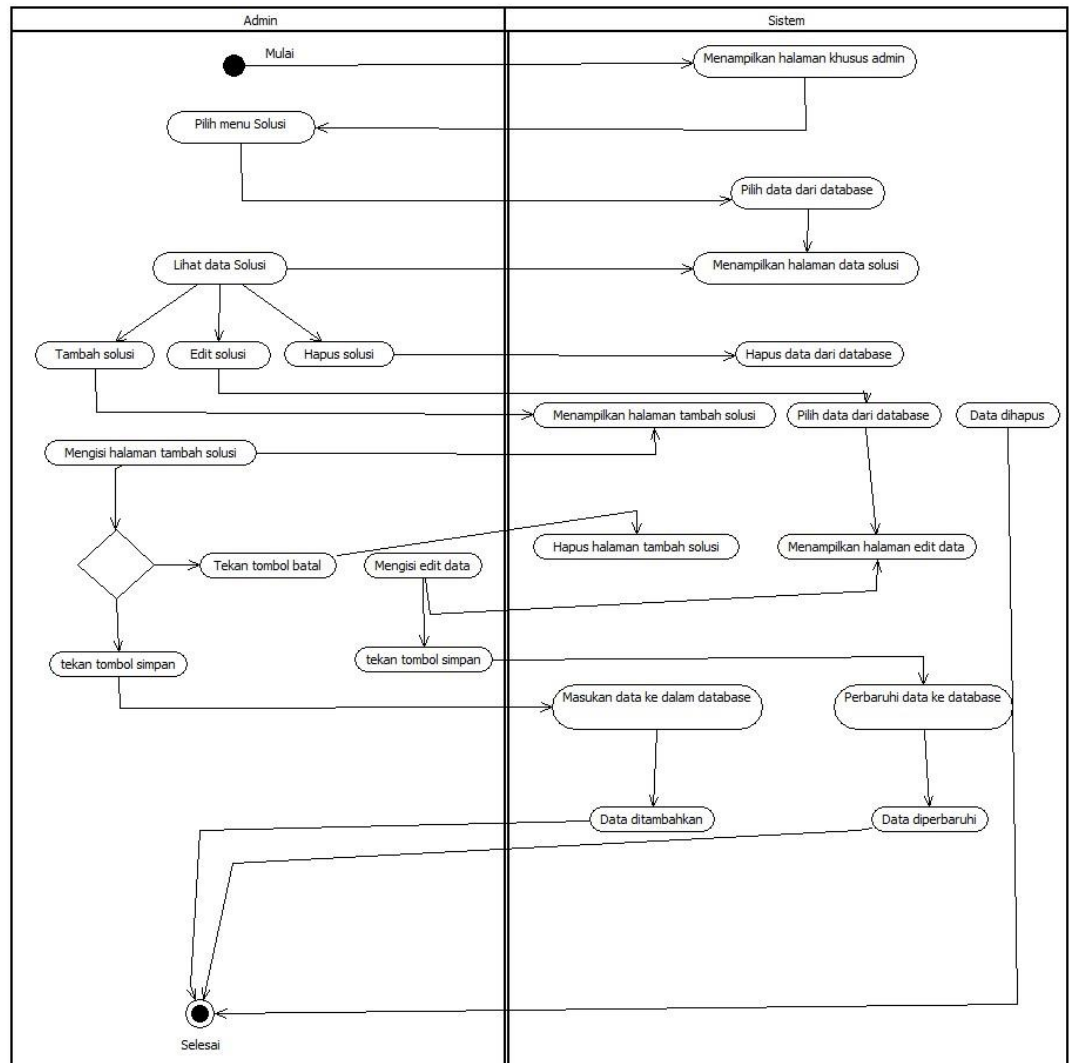 Admin
Sistem
Mulai
Menampilkan halaman khusus admin
Pilih menu Solusi
Pilih data dari database
Lihat data Solusi
Menampilkan halaman data solusi
Tambah solusi
Edit solusi
Hapus solusi
Hapus data dari database
Menampilkan halaman tambah solusi
Pilih data dari database
Data dihapus
Mengisi halaman tambah solusi
Hapus halaman tambah solusi
Menampilkan halaman edit data
Tekan tombol batal
Mengisi edit data
tekan tombol simpan
tekan tombol simpan
Masukan data ke dalam database
Perbaruhi data ke database
Data ditambahkan
Data diperbaruhi
Selesai